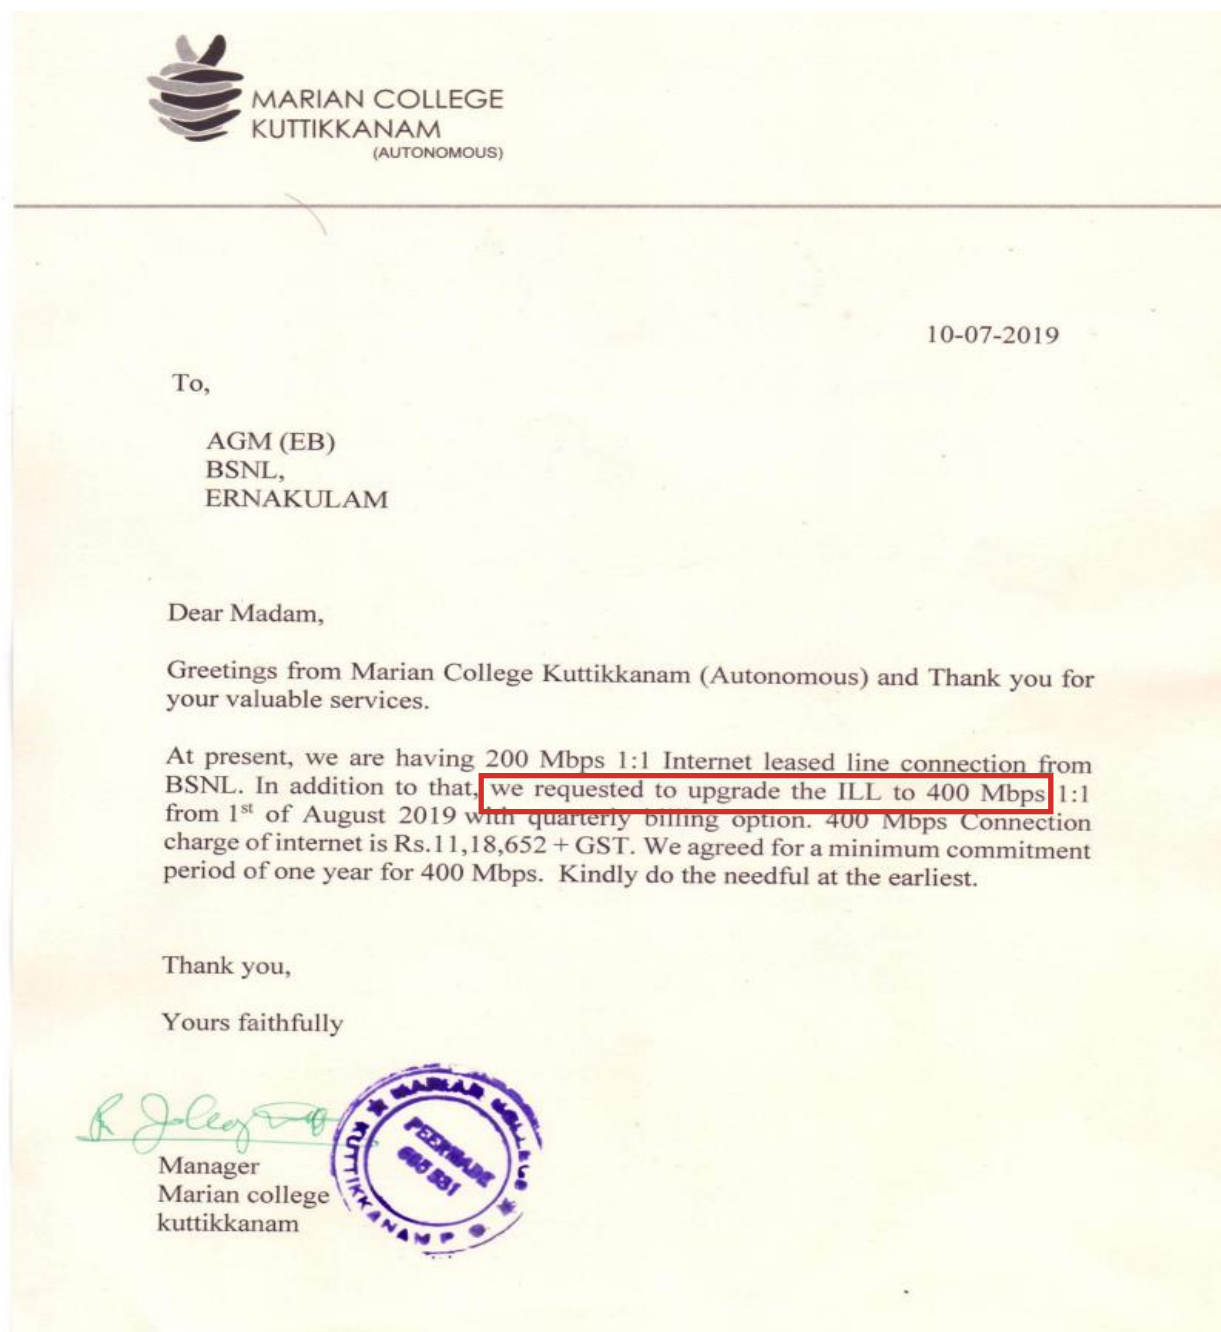 MARIAN COLLEGE
KUTTIKKANAM
(AUTONOMOUS)
10-07-2019
To,
AGM (EB)
BSNL,
ERNAKULAM
Dear Madam,
Greetings from Marian College Kuttikkanam (Autonomous) and Thank you for
your valuable services.
At present, we are having 200 Mbps 1:1 Internet leased line connection from
BSNL. In addition to that, we requested to upgrade the ILL to 400 Mbps 1:1
from 1st of August 2019 with quarterly billing option. 400 Mbps Connection
charge of internet is Rs.11,18,652 + GST. We agreed for a minimum commitment
period of one year for 400 Mbps. Kindly do the needful at the earliest.
Thank you,
Yours faithfully
Manager
Marian college
kuttikkanam
MARIAN COLLEGE
KUTTIKKANAM P O
PEERMADE
685 531